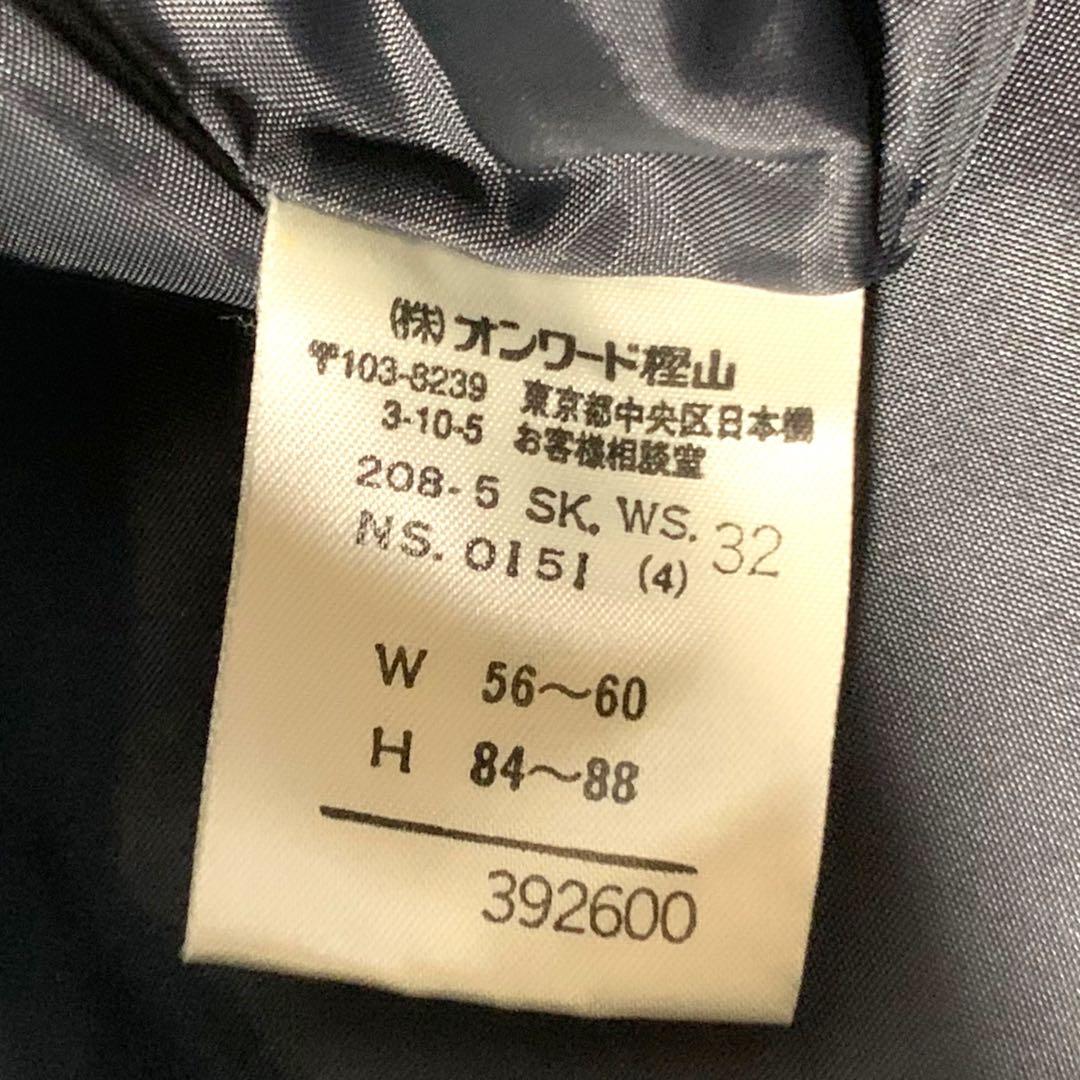 (株)オンワード樫山
〒103-8239 東京都中央区日本橋
3-10-5 お客様相談室
208-5 SK. WS. 32
NS. 0151 (4)
W 56〜60
H 84〜88
392600